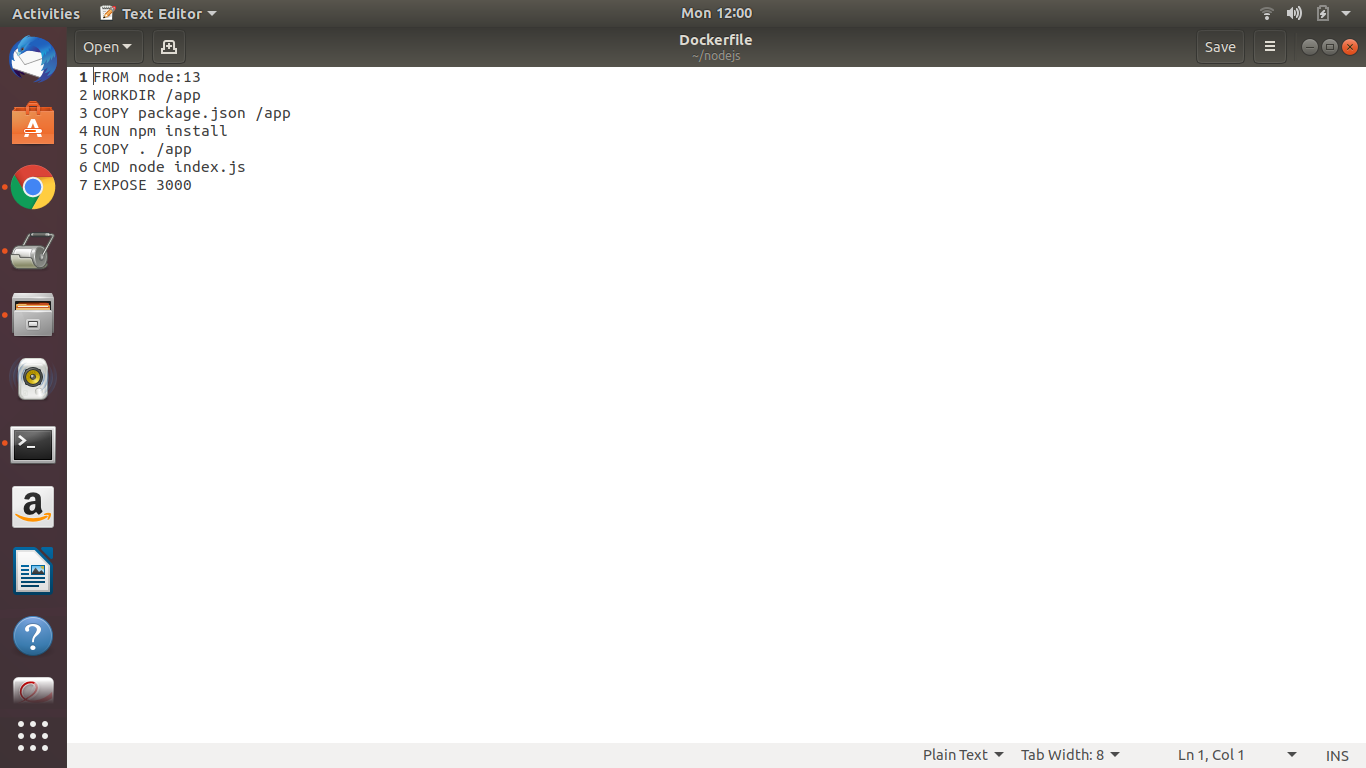 Activities Text Editor Mon 12:00
Open Dockerfile Save
~/nodejs
1 FROM node:13
2 WORKDIR /app
3 COPY package.json /app
4 RUN npm install
5 COPY . /app
6 CMD node index.js
7 EXPOSE 3000
Plain Text Tab Width: 8 Ln 1, Col 1 INS